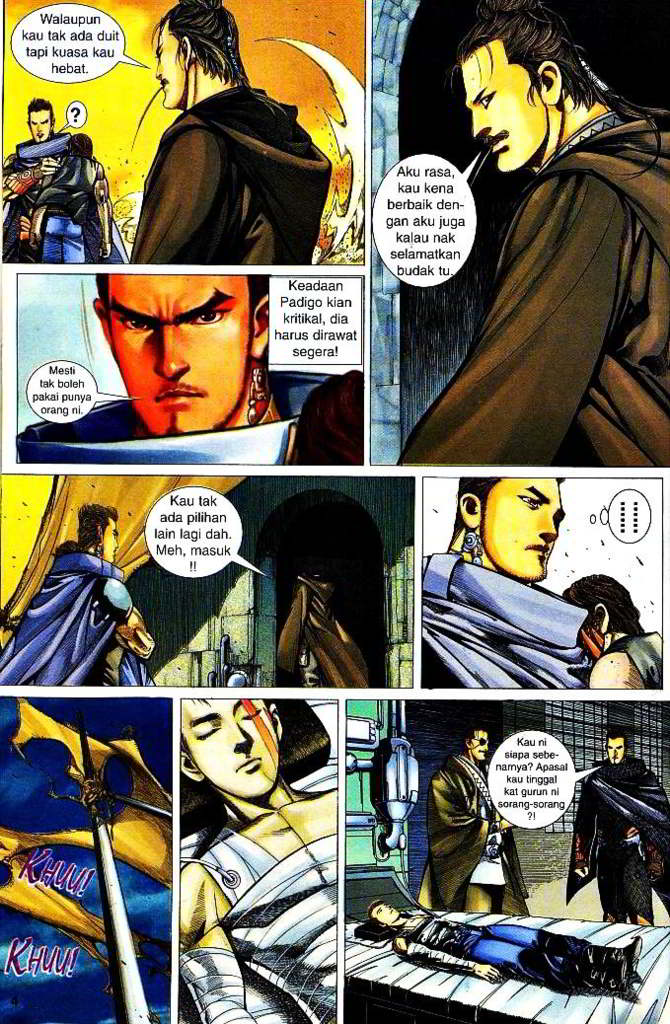 Walaupun
kau tak ada duit
tapi kuasa kau
hebat.
?
Aku rasa,
kau kena
berbaik den-
gan aku juga
kalau nak
selamatkan
budak tu.
Keadaan
Padigo kian
kritikal, dia
harus dirawat
segera!
Mesti
tak boleh
pakai punya
orang ni.
Kau tak
ada pilihan
lain lagi dah.
Meh, masuk
!!
Khuu!
Khuu!
Kau ni
siapa sebe-
narnya? Apasal
kau tinggal
kat gurun ni
sorang-sorang
?!
4